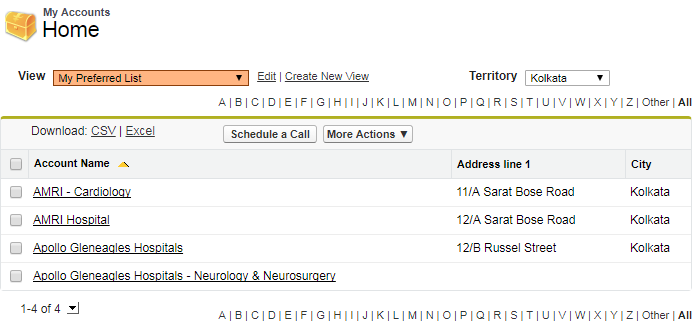 My Accounts
Home
View My Preferred List Edit | Create New View Territory Kolkata
A | B | C | D | E | F | G | H | I | J | K | L | M | N | O | P | Q | R | S | T | U | V | W | X | Y | Z | Other | All
Download: CSV | Excel Schedule a Call More Actions ▼
Account Name Address line 1 City
AMRI - Cardiology 11/A Sarat Bose Road Kolkata
AMRI Hospital 12/A Sarat Bose Road Kolkata
Apollo Gleneagles Hospitals 12/B Russel Street Kolkata
Apollo Gleneagles Hospitals - Neurology & Neurosurgery
1-4 of 4
A | B | C | D | E | F | G | H | I | J | K | L | M | N | O | P | Q | R | S | T | U | V | W | X | Y | Z | Other | All